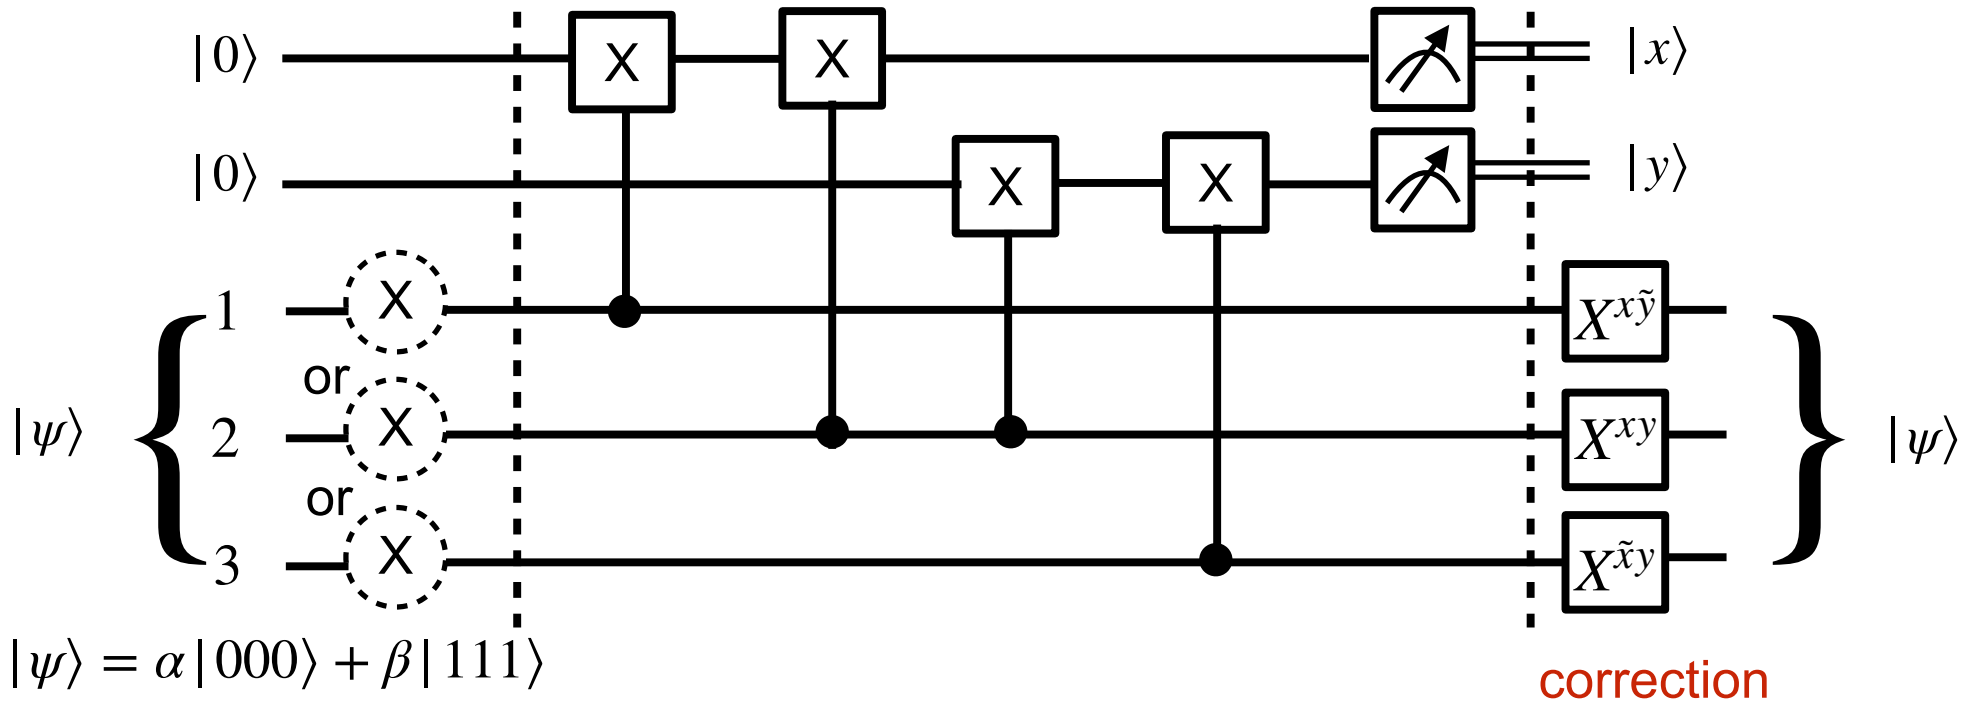 |0⟩ X X |x⟩
|0⟩ X X |y⟩
1 X X^{xỹ}
or
|ψ⟩ { 2 X X^{xy} } |ψ⟩
or
3 X X^{x̃y}
|ψ⟩ = α|000⟩ + β|111⟩
correction